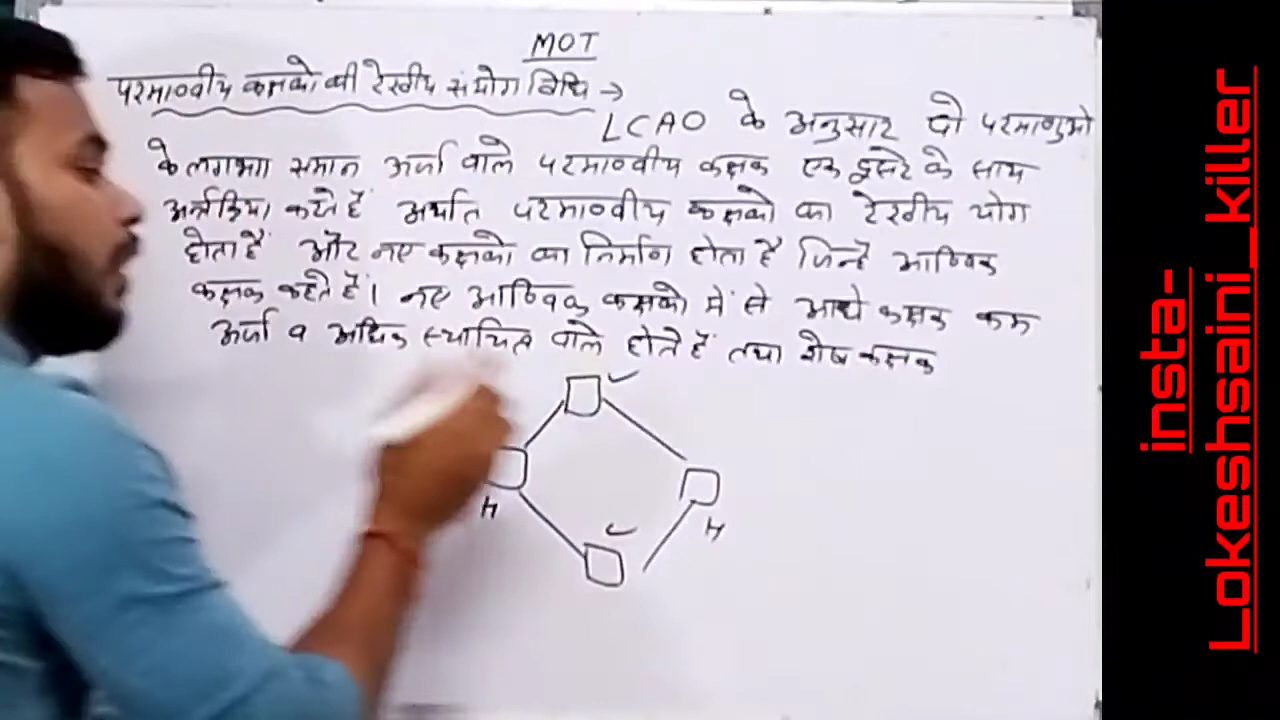 MOT
परमाण्वीय कक्षको की रेखीय संयोग विधि →
LCAO के अनुसार दो परमाणुओ
के लगभग समान ऊर्जा वाले परमाण्वीय कक्षक एक दूसरे के साथ
अर्न्तक्रिया करते हैं अर्थात परमाण्वीय कक्षको का रेखीय योग
होता है और नए कक्षको का निर्माण होता है जिन्हें आण्विक
कक्षक कहते हैं। नए आण्विक कक्षको में से आधे कक्षक कम
ऊर्जा व अधिक स्थायित्व वाले होते हैं तथा शेष कक्षक
H
H
insta-
Lokeshsaini_killer